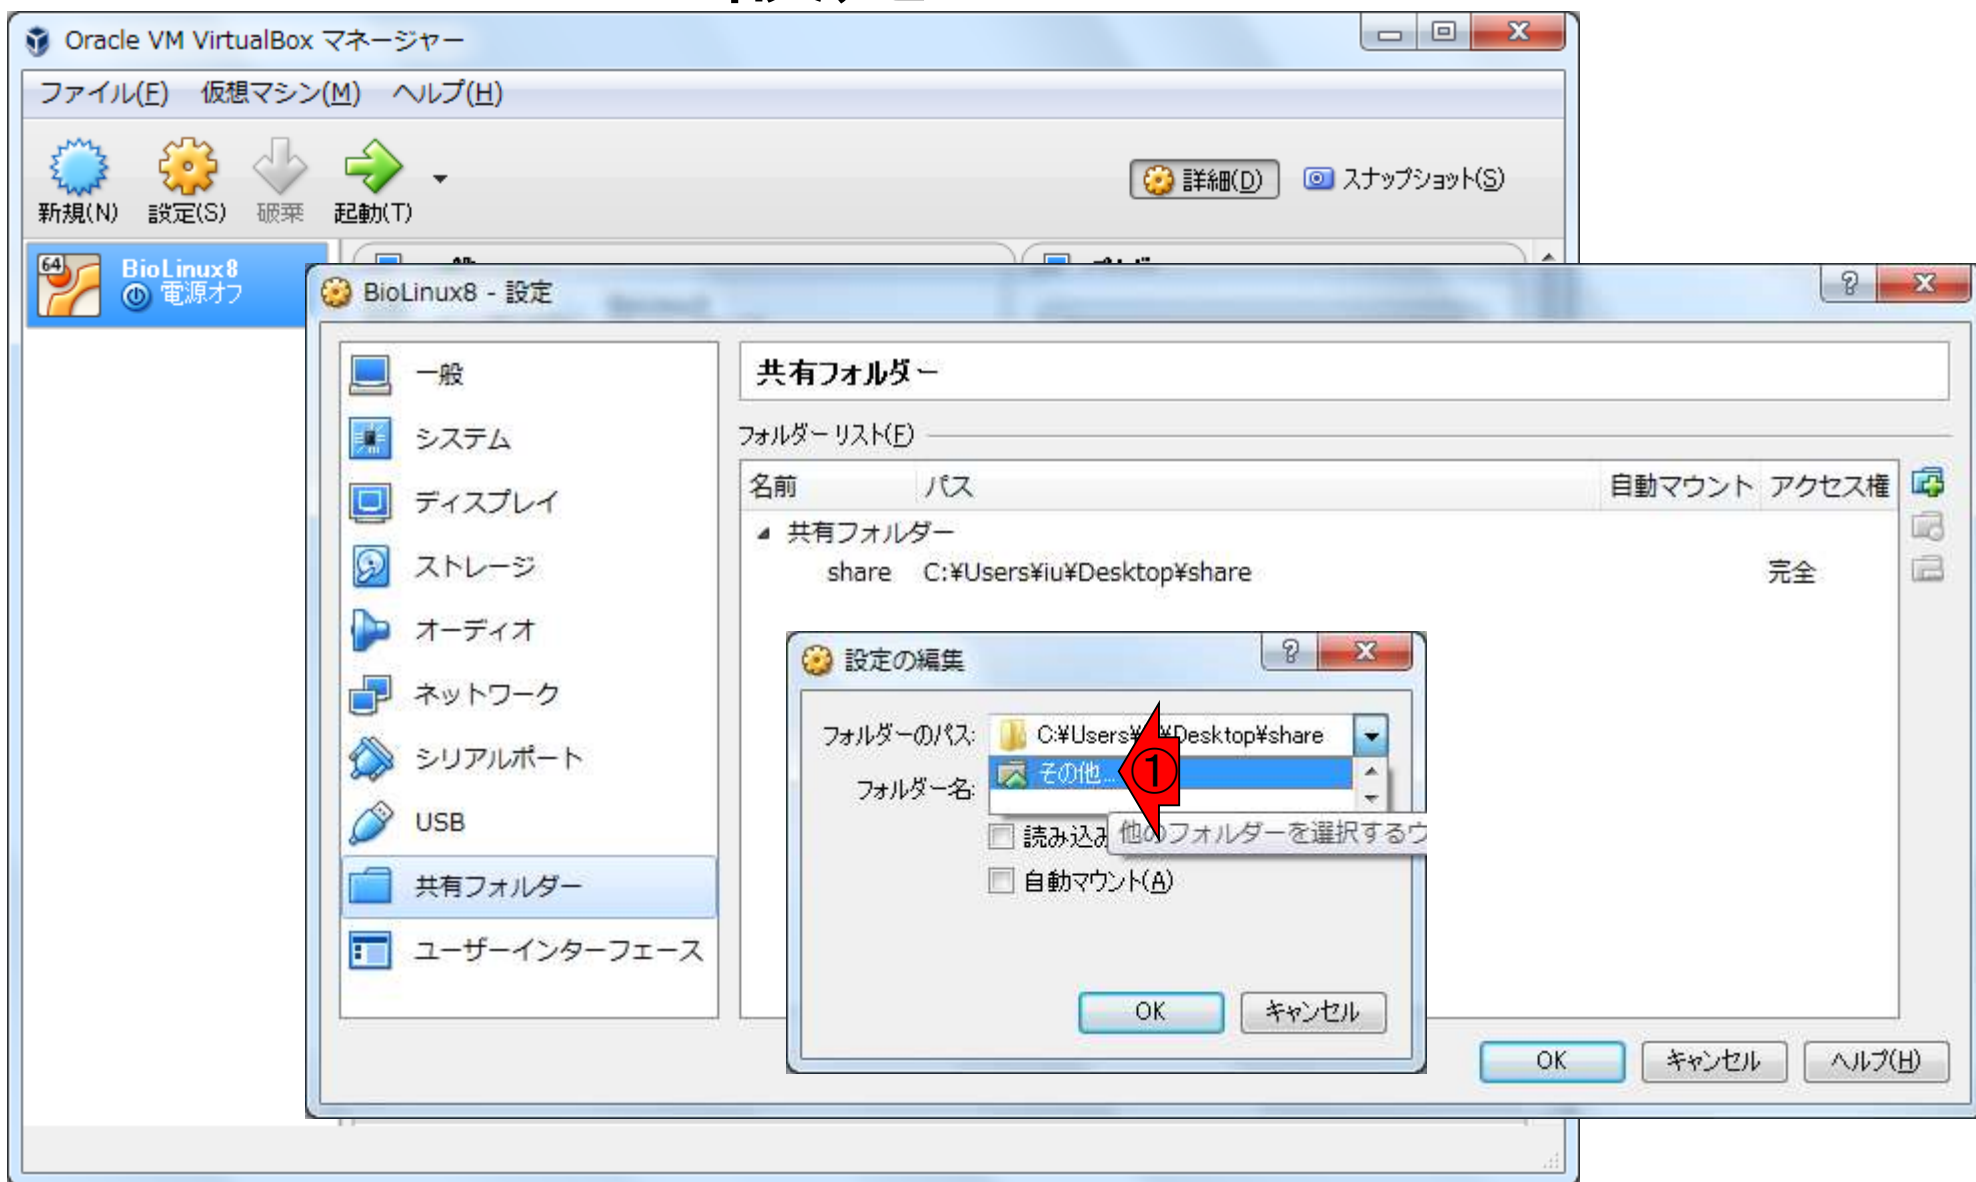 Oracle VM VirtualBox マネージャー
ファイル(F) 仮想マシン(M) ヘルプ(H)
新規(N) 設定(S) 破棄 起動(T)
詳細(D) スナップショット(S)
64 BioLinux8
電源オフ
BioLinux8 - 設定
一般
システム
ディスプレイ
ストレージ
オーディオ
ネットワーク
シリアルポート
USB
共有フォルダー
ユーザーインターフェース
共有フォルダー
フォルダーリスト(F)
名前 パス 自動マウント アクセス権
共有フォルダー
share C:¥Users¥iu¥Desktop¥share 完全
設定の編集
フォルダーのパス: C:¥Users¥ ¥Desktop¥share
その他...
①
フォルダー名:
読み込み
他のフォルダーを選択するウ
自動マウント(A)
OK キャンセル
OK キャンセル ヘルプ(H)